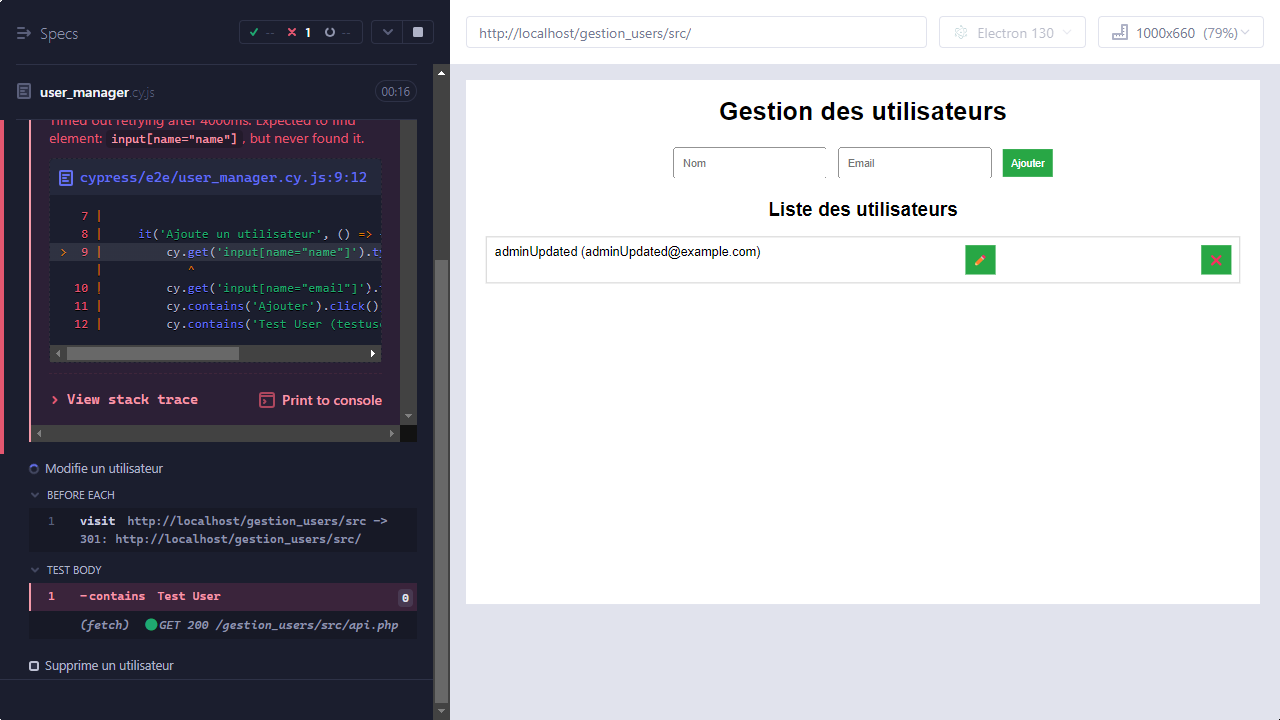 Specs
-- 1 --
user_manager.cy.js
00:16
Timed out retrying after 4000ms: Expected to find
element: input[name="name"], but never found it.
cypress/e2e/user_manager.cy.js:9:12
7 |
8 | it('Ajoute un utilisateur', () =>
> 9 | cy.get('input[name="name"]').ty
| ^
10 | cy.get('input[name="email"]').
11 | cy.contains('Ajouter').click()
12 | cy.contains('Test User (testuse
View stack trace
Print to console
Modifie un utilisateur
BEFORE EACH
1 visit http://localhost/gestion_users/src ->
301: http://localhost/gestion_users/src/
TEST BODY
1 -contains Test User 0
(fetch) GET 200 /gestion_users/src/api.php
Supprime un utilisateur
http://localhost/gestion_users/src/
Electron 130
1000x660 (79%)
Gestion des utilisateurs
Nom
Email
Ajouter
Liste des utilisateurs
adminUpdated (adminUpdated@example.com)